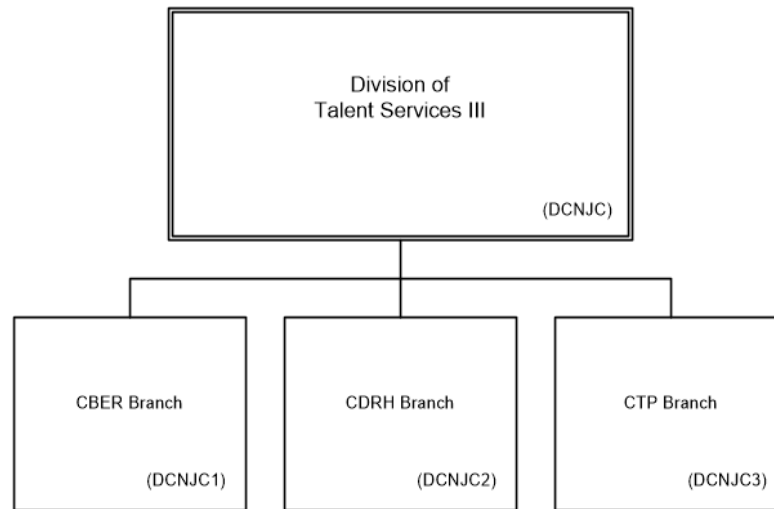 Division of
Talent Services III
(DCNJC)
CBER Branch
(DCNJC1)
CDRH Branch
(DCNJC2)
CTP Branch
(DCNJC3)